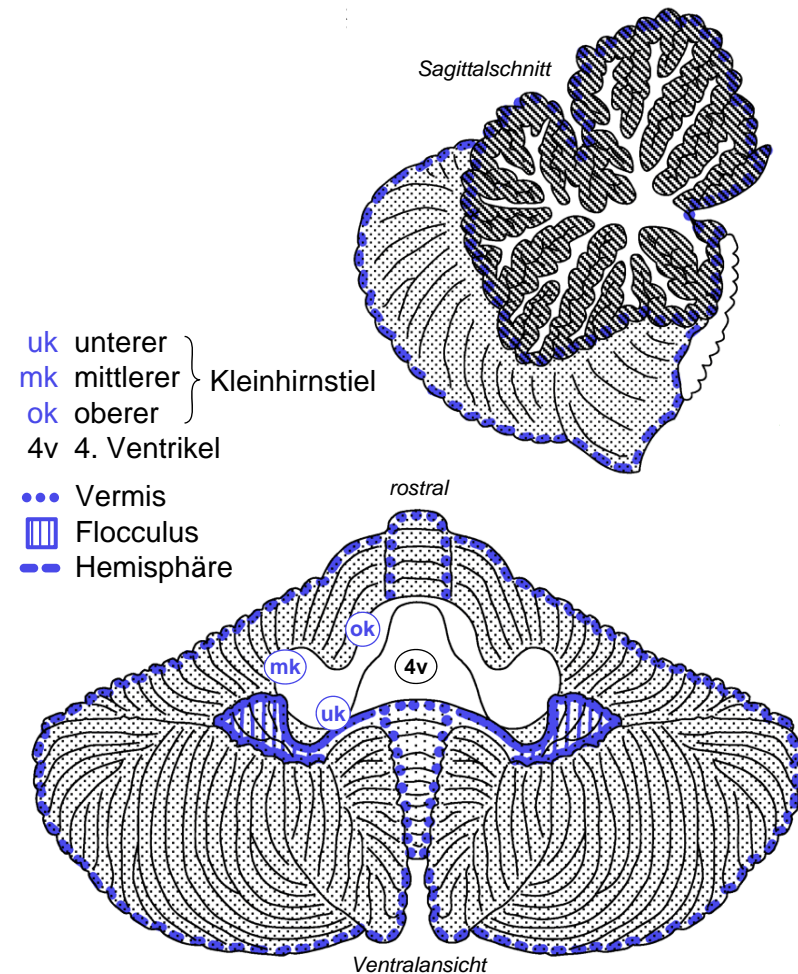 Sagittalschnitt
uk unterer
mk mittlerer
ok oberer
Kleinhirnstiel
4v 4. Ventrikel
Vermis
Flocculus
Hemisphäre
rostral
ok
mk
4v
uk
Ventralansicht